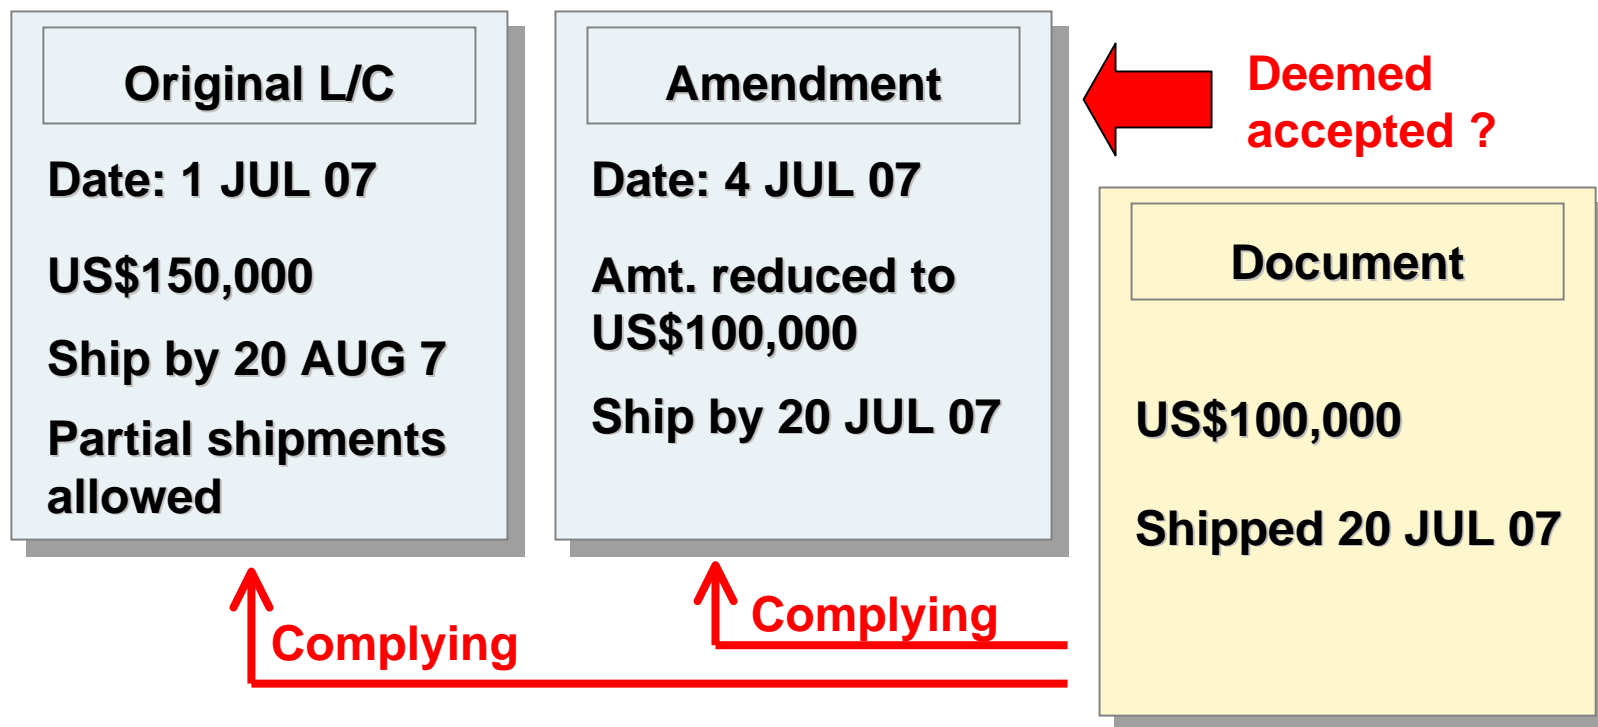 Original L/C
Date: 1 JUL 07
US$150,000
Ship by 20 AUG 7
Partial shipments
allowed
Amendment
Date: 4 JUL 07
Amt. reduced to
US$100,000
Ship by 20 JUL 07
Deemed
accepted ?
Document
US$100,000
Shipped 20 JUL 07
Complying
Complying